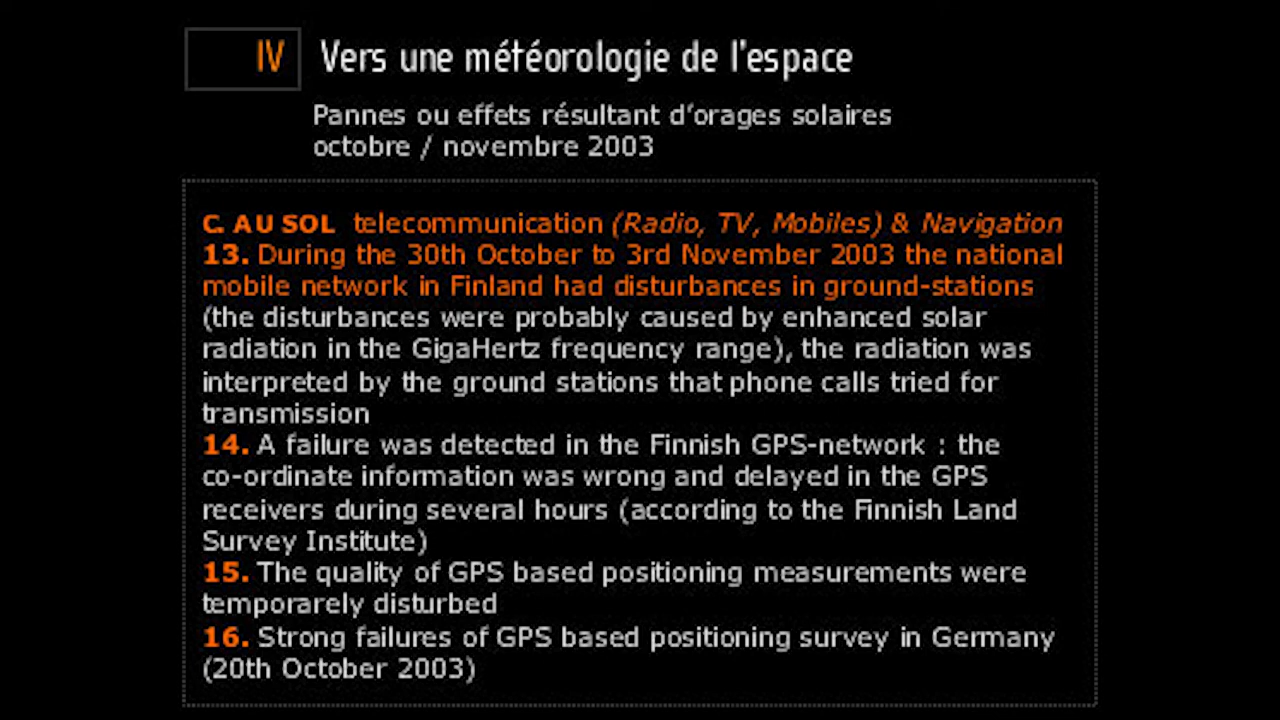 IV Vers une météorologie de l'espace
Pannes ou effets résultant d'orages solaires
octobre / novembre 2003
C. AU SOL telecommunication (Radio, TV, Mobiles) & Navigation
13. During the 30th October to 3rd November 2003 the national
mobile network in Finland had disturbances in ground-stations
(the disturbances were probably caused by enhanced solar
radiation in the GigaHertz frequency range), the radiation was
interpreted by the ground stations that phone calls tried for
transmission
14. A failure was detected in the Finnish GPS-network : the
co-ordinate information was wrong and delayed in the GPS
receivers during several hours (according to the Finnish Land
Survey Institute)
15. The quality of GPS based positioning measurements were
temporarely disturbed
16. Strong failures of GPS based positioning survey in Germany
(20th October 2003)